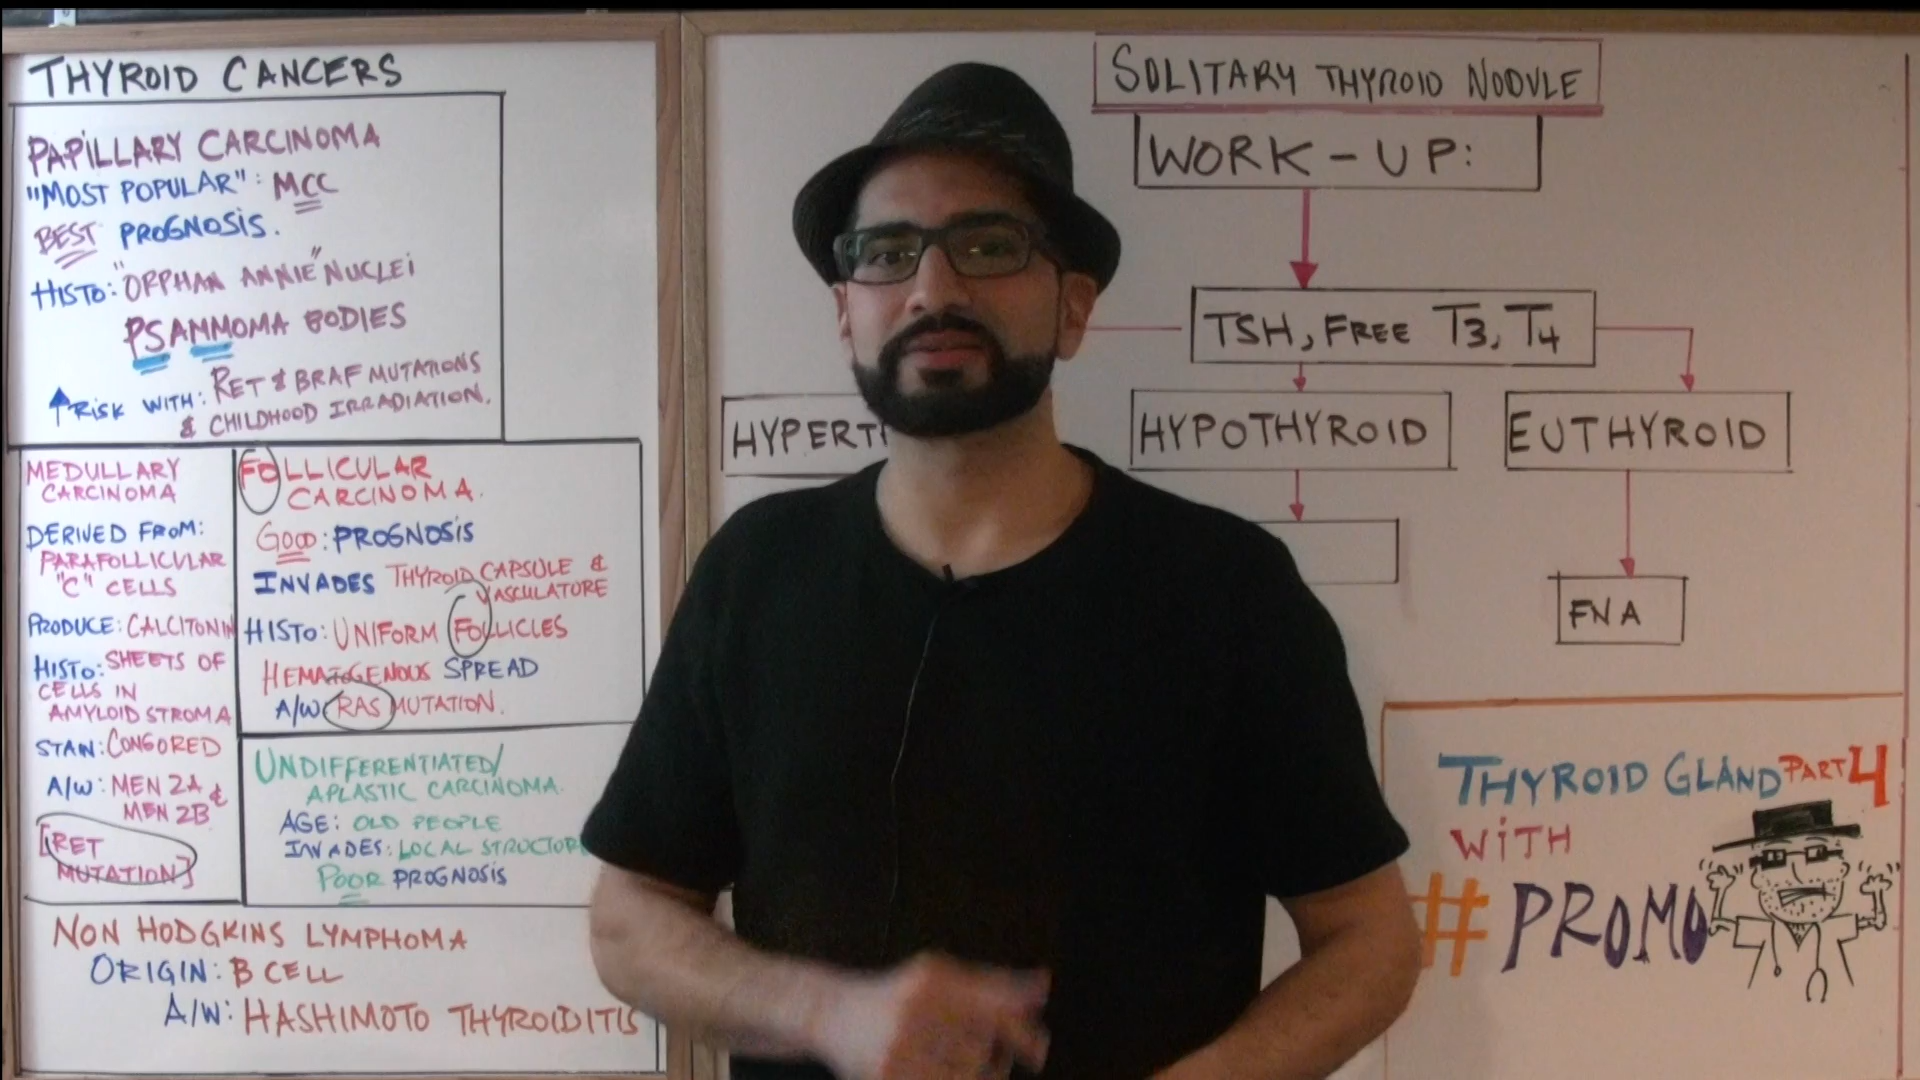 THYROID CANCERS
PAPILLARY CARCINOMA
"MOST POPULAR": MCC
BEST PROGNOSIS.
HISTO: "ORPHAN ANNIE" NUCLEI
PSAMMOMA BODIES
↑RISK WITH: RET & BRAF MUTATIONS
& CHILDHOOD IRRADIATION.
MEDULLARY
CARCINOMA
DERIVED FROM:
PARAFOLLICULAR
"C" CELLS
PRODUCE: CALCITONIN
HISTO: SHEETS OF
CELLS IN
AMYLOID STROMA
STAIN: CONGORED
A/W: MEN 2A &
MEN 2B
[RET
MUTATION]
FOLLICULAR
CARCINOMA.
GOOD: PROGNOSIS
INVADES THYROID CAPSULE &
VASCULATURE
HISTO: UNIFORM FOLLICLES
HEMATOGENOUS SPREAD
A/W RAS MUTATION.
UNDIFFERENTIATED/
APLASTIC CARCINOMA.
AGE: OLD PEOPLE
INVADES: LOCAL
POOR PROGNOSIS
NON HODGKINS LYMPHOMA
ORIGIN: B CELL
A/W: HASHIMOTO THYROIDITIS
SOLITARY THYROID NODULE
WORK-UP:
TSH, FREE T3, T4
HYPERT
HYPOTHYROID
EUTHYROID
FNA
THYROID GLAND PART 4
WITH
#PROMO